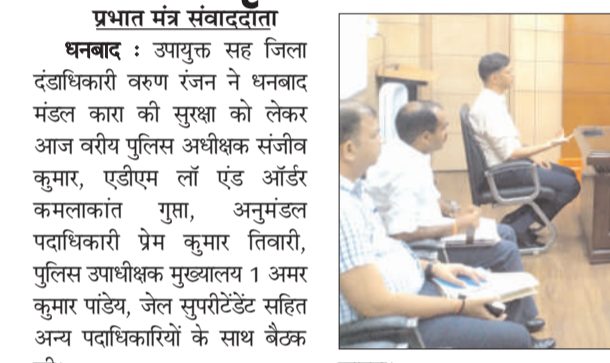 प्रभात मंत्र संवाददाता
धनबाद : उपायुक्त सह जिला
दंडाधिकारी वरुण रंजन ने धनबाद
मंडल कारा की सुरक्षा को लेकर
आज वरीय पुलिस अधीक्षक संजीव
कुमार, एडीएम लॉ एंड ऑर्डर
कमलाकांत गुप्ता, अनुमंडल
पदाधिकारी प्रेम कुमार तिवारी,
पुलिस उपाधीक्षक मुख्यालय 1 अमर
कुमार पांडेय, जेल सुपरीटेंडेंट सहित
अन्य पदाधिकारियों के साथ बैठक